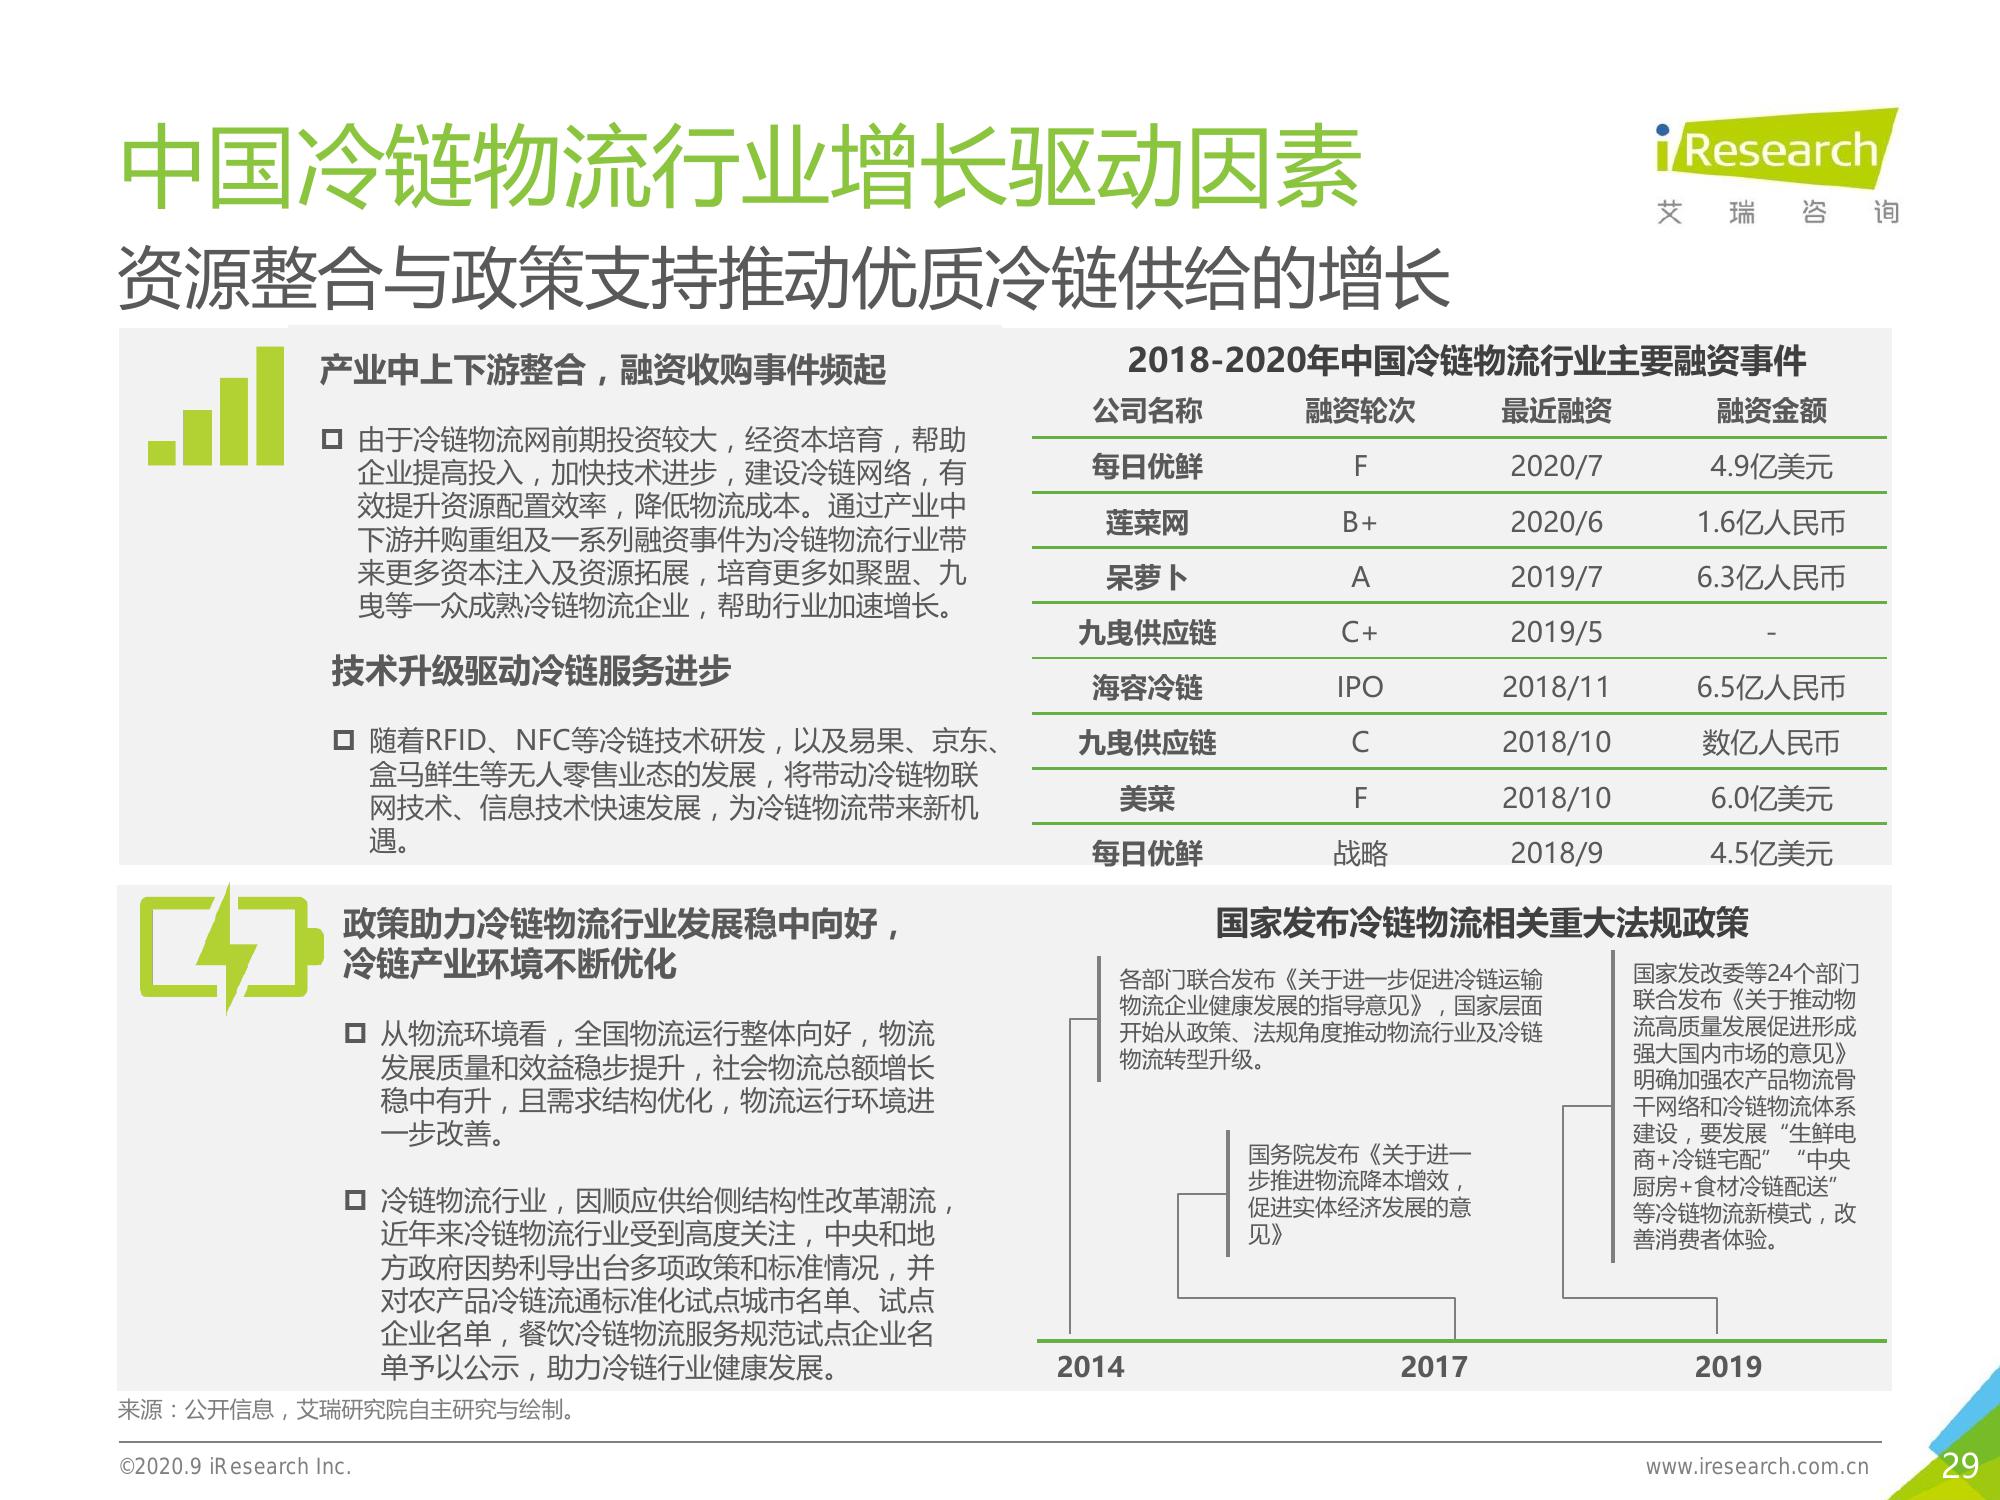 中国冷链物流行业增长驱动因素
iResearch
艾瑞咨询
资源整合与政策支持推动优质冷链供给的增长
产业中上下游整合，融资收购事件频起
由于冷链物流网前期投资较大，经资本培育，帮助
企业提高投入，加快技术进步，建设冷链网络，有
效提升资源配置效率，降低物流成本。通过产业中
下游并购重组及一系列融资事件为冷链物流行业带
来更多资本注入及资源拓展，培育更多如聚盟、九
曳等一众成熟冷链物流企业，帮助行业加速增长。
技术升级驱动冷链服务进步
随着RFID、NFC等冷链技术研发，以及易果、京东、
盒马鲜生等无人零售业态的发展，将带动冷链物联
网技术、信息技术快速发展，为冷链物流带来新机
遇。
2018-2020年中国冷链物流行业主要融资事件
公司名称 融资轮次 最近融资 融资金额
每日优鲜 F 2020/7 4.9亿美元
莲菜网 B+ 2020/6 1.6亿人民币
呆萝卜 A 2019/7 6.3亿人民币
九曳供应链 C+ 2019/5 -
海容冷链 IPO 2018/11 6.5亿人民币
九曳供应链 C 2018/10 数亿人民币
美菜 F 2018/10 6.0亿美元
每日优鲜 战略 2018/9 4.5亿美元
政策助力冷链物流行业发展稳中向好，
冷链产业环境不断优化
从物流环境看，全国物流运行整体向好，物流
发展质量和效益稳步提升，社会物流总额增长
稳中有升，且需求结构优化，物流运行环境进
一步改善。
冷链物流行业，因顺应供给侧结构性改革潮流，
近年来冷链物流行业受到高度关注，中央和地
方政府因势利导出台多项政策和标准情况，并
对农产品冷链流通标准化试点城市名单、试点
企业名单，餐饮冷链物流服务规范试点企业名
单予以公示，助力冷链行业健康发展。
国家发布冷链物流相关重大法规政策
各部门联合发布《关于进一步促进冷链运输
物流企业健康发展的指导意见》，国家层面
开始从政策、法规角度推动物流行业及冷链
物流转型升级。
国务院发布《关于进一
步推进物流降本增效，
促进实体经济发展的意
见》
国家发改委等24个部门
联合发布《关于推动物
流高质量发展促进形成
强大国内市场的意见》
明确加强农产品物流骨
干网络和冷链物流体系
建设，要发展“生鲜电
商+冷链宅配”“中央
厨房+食材冷链配送”
等冷链物流新模式，改
善消费者体验。
2014 2017 2019
来源：公开信息，艾瑞研究院自主研究与绘制。
©2020.9 iResearch Inc.
www.iresearch.com.cn
29